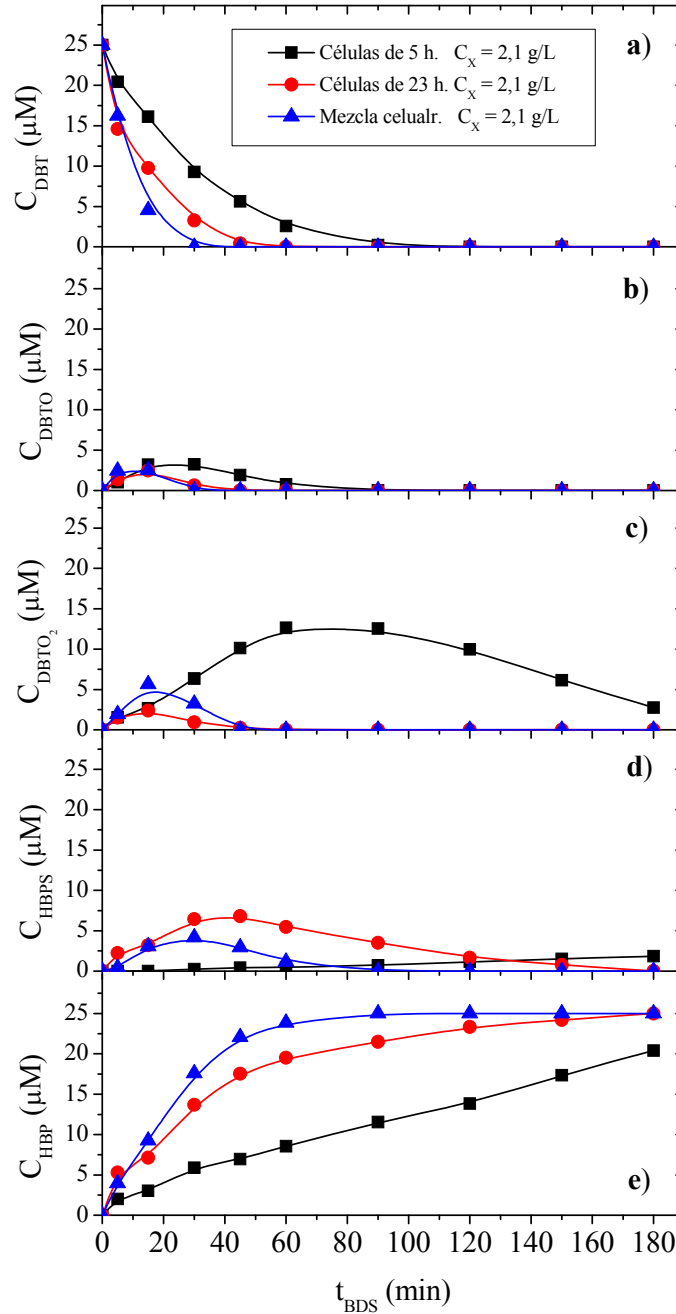 a)
Células de 5 h. C_X = 2,1 g/L
Células de 23 h. C_X = 2,1 g/L
Mezcla celualr. C_X = 2,1 g/L
C_DBT (μM)
25
20
15
10
5
0
b)
C_DBTO (μM)
25
20
15
10
5
0
c)
C_DBTO₂ (μM)
25
20
15
10
5
0
d)
C_HBPS (μM)
25
20
15
10
5
0
e)
C_HBP (μM)
25
20
15
10
5
0
0 20 40 60 80 100 120 140 160 180
t_BDS (min)